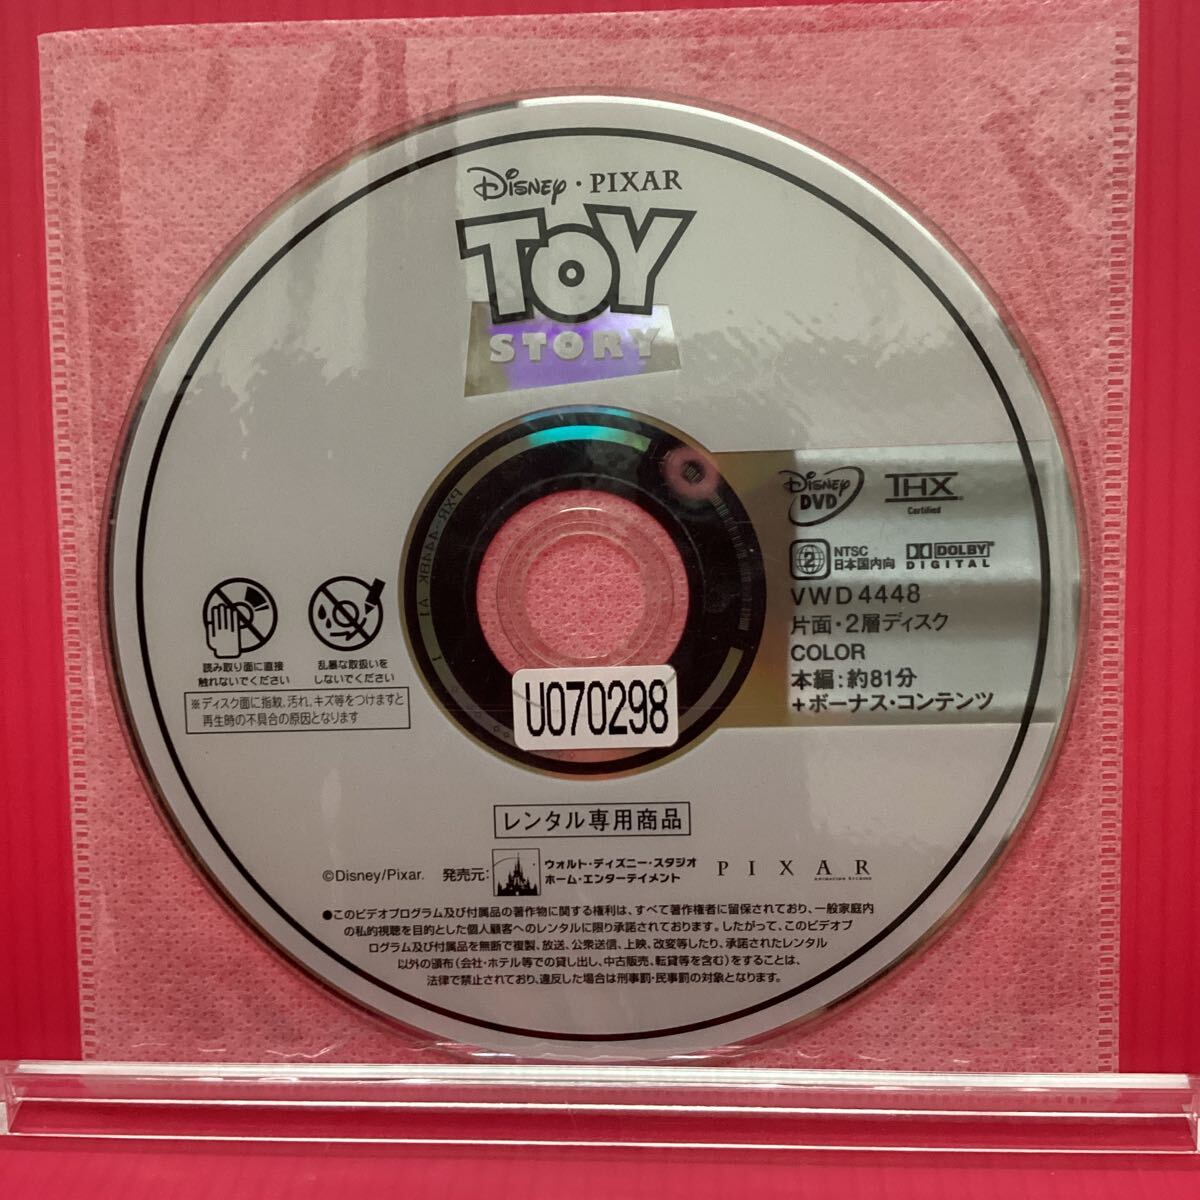 Disney・PIXAR
TOY
STORY
Disney
DVD
THX
Certified
2
NTSC
日本国内向
DOLBY
DIGITAL
VWD4448
片面・2層ディスク
COLOR
本編:約81分
+ボーナス・コンテンツ
読み取り面に直接
触れないでください
乱暴な取扱いを
しないでください
※ディスク面に指紋、汚れ、キズ等をつけますと
再生時の不具合の原因となります
U070298
レンタル専用商品
©Disney/Pixar.
発売元:
ウォルト・ディズニー・スタジオ
ホーム・エンターテイメント
PIXAR
●このビデオプログラム及び付属品の著作物に関する権利は、すべて著作権者に留保されており、一般家庭内
の私的視聴を目的とした個人顧客へのレンタルに限り承諾されております。したがって、このビデオプ
ログラム及び付属品を無断で複製、放送、公衆送信、上映、改変等したり、承諾されたレンタル
以外の頒布(会社・ホテル等での貸し出し、中古販売、転貸等を含む)をすることは、
法律で禁止されており、違反した場合は刑事罰・民事罰の対象となります。